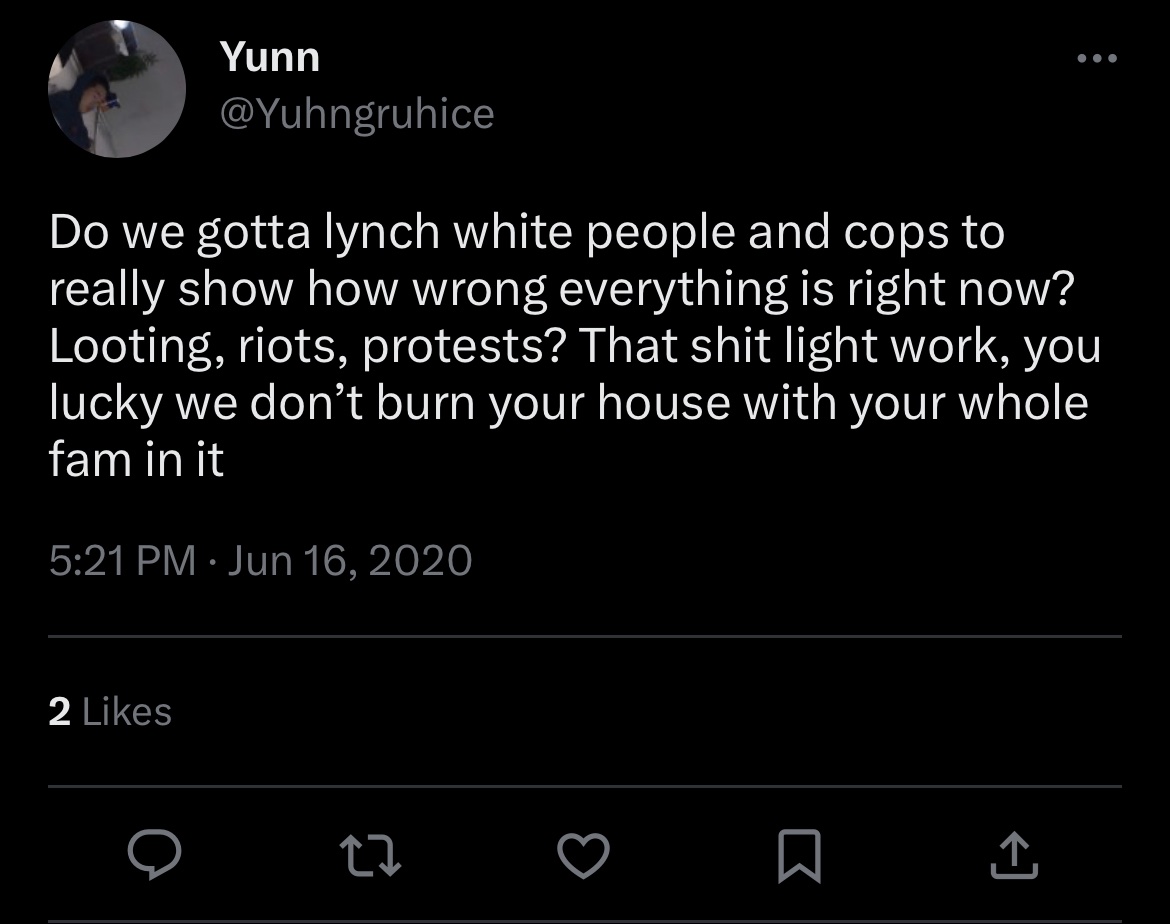 Yunn
@Yuhngruhice
Do we gotta lynch white people and cops to
really show how wrong everything is right now?
Looting, riots, protests? That shit light work, you
lucky we don’t burn your house with your whole
fam in it
5:21 PM · Jun 16, 2020
2 Likes